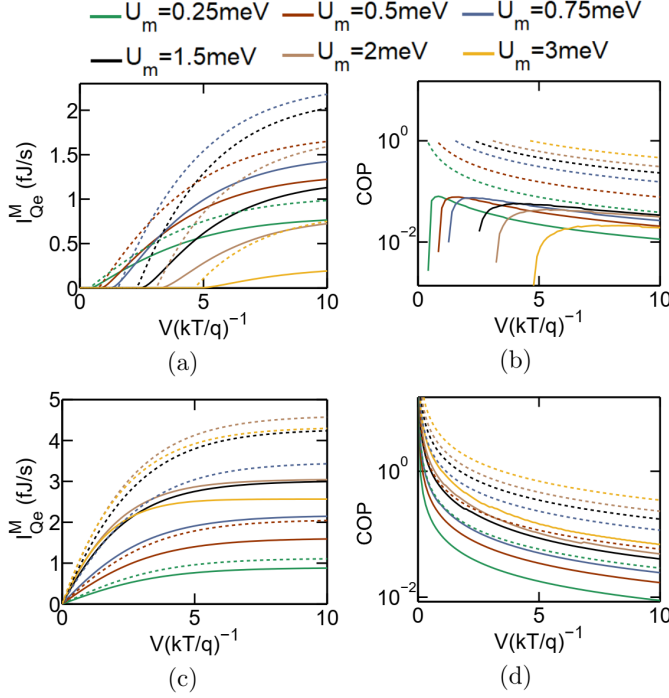 U_m=0.25meV U_m=0.5meV U_m=0.75meV
U_m=1.5meV U_m=2meV U_m=3meV
I^M_Qe (fJ/s)
2
1.5
1
0.5
0
0 5 10
V(kT/q)^-1
(a)
COP
10^0
10^-2
0 5 10
V(kT/q)^-1
(b)
I^M_Qe (fJ/s)
5
4
3
2
1
0
0 5 10
V(kT/q)^-1
(c)
COP
10^0
10^-2
0 5 10
V(kT/q)^-1
(d)